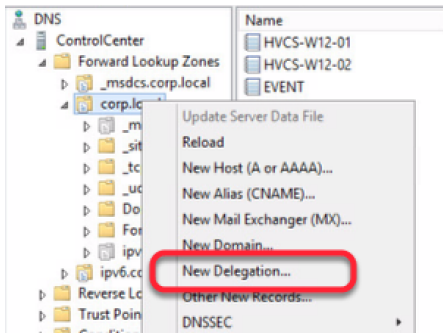 DNS
ControlCenter
Forward Lookup Zones
_msdcs.corp.local
corp.lo
_m
_sit
_tc
_ud
Do
For
ipv
ipv6.co
Reverse Lo
Trust Poin
Name
HVCS-W12-01
HVCS-W12-02
EVENT
Update Server Data File
Reload
New Host (A or AAAA)...
New Alias (CNAME)...
New Mail Exchanger (MX)...
New Domain...
New Delegation...
Other New Records...
DNSSEC